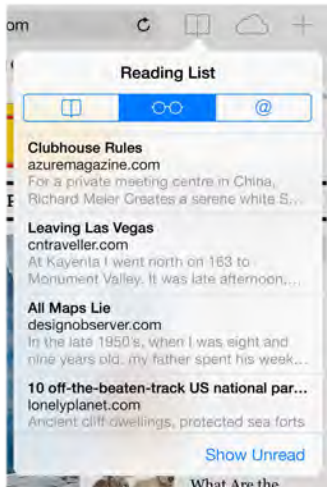 om
Reading List
@
Clubhouse Rules
azuremagazine.com
For a private meeting centre in China,
Richard Meier Creates a serene white S...
Leaving Las Vegas
cntraveller.com
At Kayenta I went north on 163 to
Monument Valley. It was late afternoon,...
All Maps Lie
designobserver.com
In the late 1950's, when I was eight and
nine years old, my father spent his week...
10 off-the-beaten-track US national par...
lonelyplanet.com
Ancient cliff dwellings, protected sea forts
Show Unread
What Are the